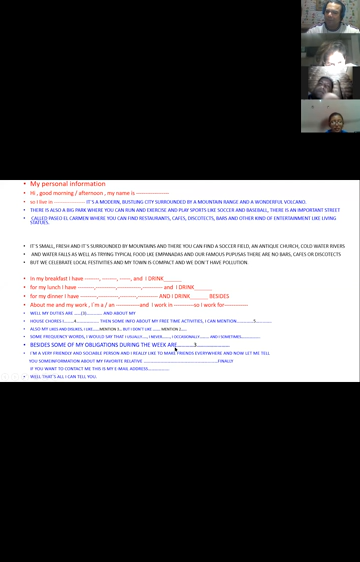 My personal information
Hi , good morning / afternoon , my name is -----------------
so I live in ---------------- IT´S A MODERN, BUSTLING CITY SURROUNDED BY A MOUNTAIN RANGE AND A WONDERFUL VOLCANO.
THERE IS ALSO A BIG PARK WHERE YOU CAN RUN AND EXERCISE AND PLAY SPORTS LIKE SOCCER AND BASEBALL, THERE IS AN IMPORTANT STREET
CALLED PASEO EL CARMEN WHERE YOU CAN FIND RESTAURANTS, CAFES, DISCOTECTS, BARS AND OTHER KIND OF ENTERTAINMENT LIKE LIVING
STATUES.
IT´S SMALL, FRESH AND IT´S SURROUNDED BY MOUNTAINS AND THERE YOU CAN FIND A SOCCER FIELD, AN ANTIQUE CHURCH, COLD WATER RIVERS
AND WATER FALLS AS WELL AS TRYING TYPICAL FOOD LIKE EMPANADAS AND OUR FAMOUS PUPUSAS THERE ARE NO BARS, CAFES OR DISCOTECTS
BUT WE CELEBRATE LOCAL FESTIVITIES AND MY TOWN IS COMPACT AND WE DON´T HAVE POLLUTION.
In my breakfast I have -------, -------, -----, and I DRINK______
for my lunch I have --------,-----------,-----------,--------- and I DRINK_____
for my dinner I have ---------,---------,--------, ------- AND I DRINK______BESIDES
About me and my work , I´m a / an -------------and I work in --------so I work for------------
WELL MY DUTIES ARE ......(3)........... AND ABOUT MY
HOUSE CHORES I..........4..................... THEN SOME INFO ABOUT MY FREE TIME ACTIVITIES, I CAN MENTION...............5..............
ALSO MY LIKES AND DISLIKES, I LIKE........MENTION 3... BUT I DON´T LIKE ......... MENTION 2.......
SOME FREQUENCY WORDS, I WOULD SAY THAT I USUALLY......, I NEVER........, I OCCASIONALLY......... AND I SOMETIMES..................
BESIDES SOME OF MY OBLIGATIONS DURING THE WEEK ARE...........3......................
I´M A VERY FRIENDLY AND SOCIABLE PERSON AND I REALLY LIKE TO MAKE FRIENDS EVERYWHERE AND NOW LET ME TELL
YOU SOMEINFORMATION ABOUT MY FAVORITE RELATIVE ....................................................FINALLY
IF YOU WANT TO CONTACT ME THIS IS MY E-MAIL ADDRESS................
WELL THAT´S ALL I CAN TELL YOU.